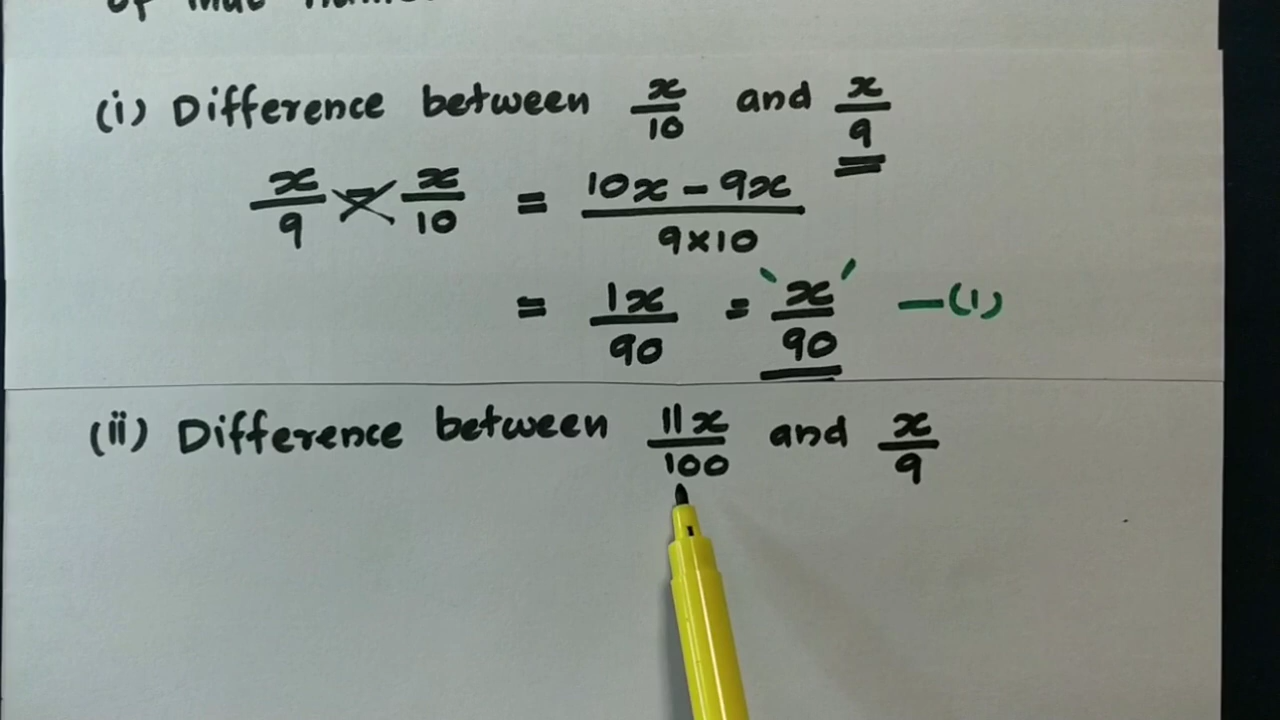 (i) Difference between x/10 and x/9
x/9 - x/10 = 10x - 9x / 9×10
= 1x/90 = 'x/90' —(1)
(ii) Difference between 11x/100 and x/9